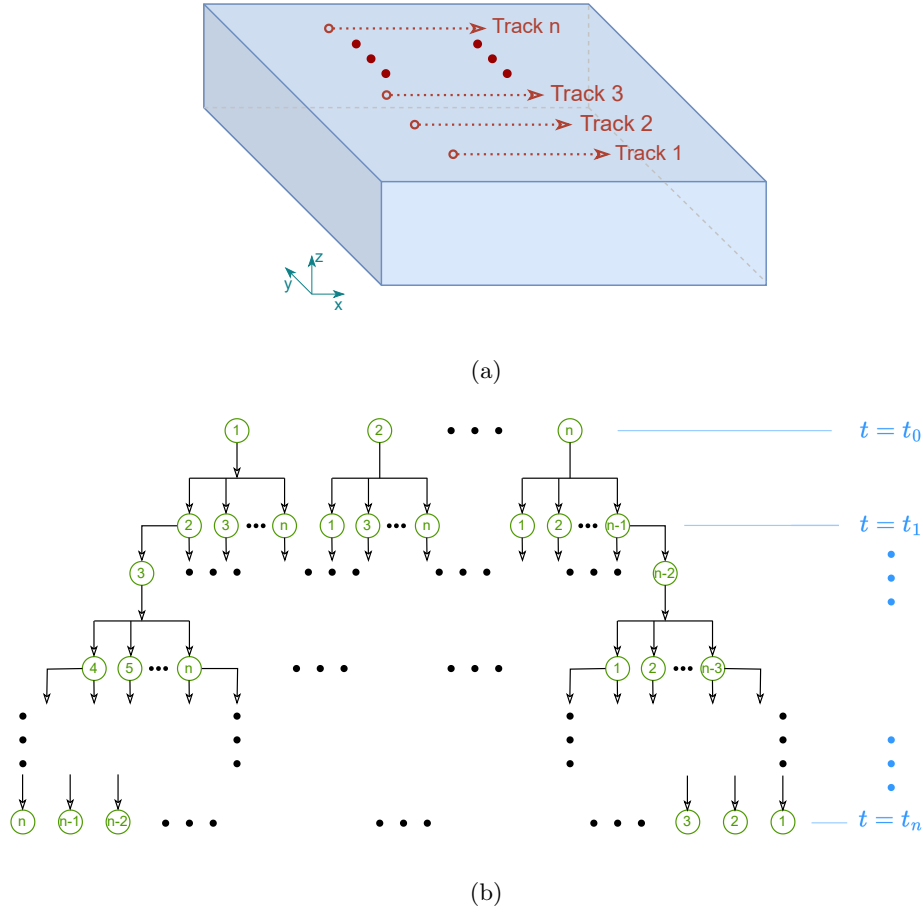 Track n
Track 3
Track 2
Track 1
z
y
x
(a)
1 2 n t = t₀
2 3 n 1 3 n 1 2 n-1 t = t₁
3 n-2
4 5 n 1 2 n-3
n n-1 n-2 3 2 1 t = tₙ
(b)